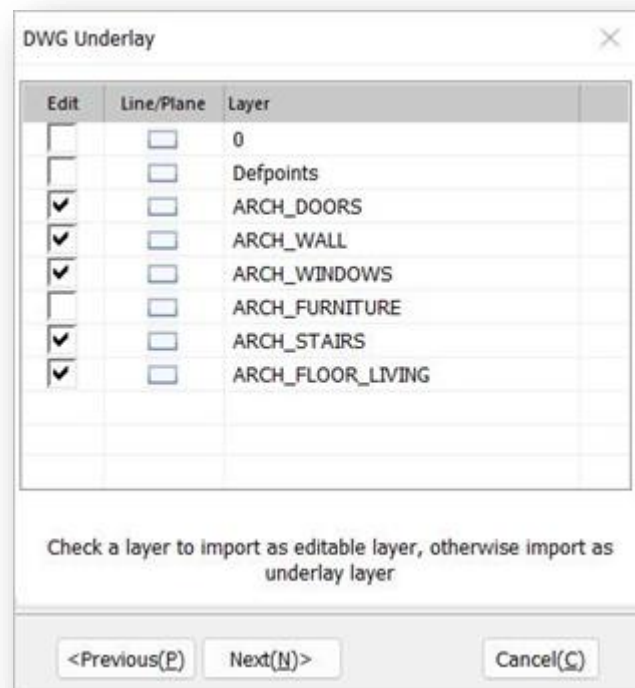 DWG Underlay
Edit Line/Plane Layer
0
Defpoints
ARCH_DOORS
ARCH_WALL
ARCH_WINDOWS
ARCH_FURNITURE
ARCH_STAIRS
ARCH_FLOOR_LIVING
Check a layer to import as editable layer, otherwise import as
underlay layer
<Previous(P) Next(N)> Cancel(C)